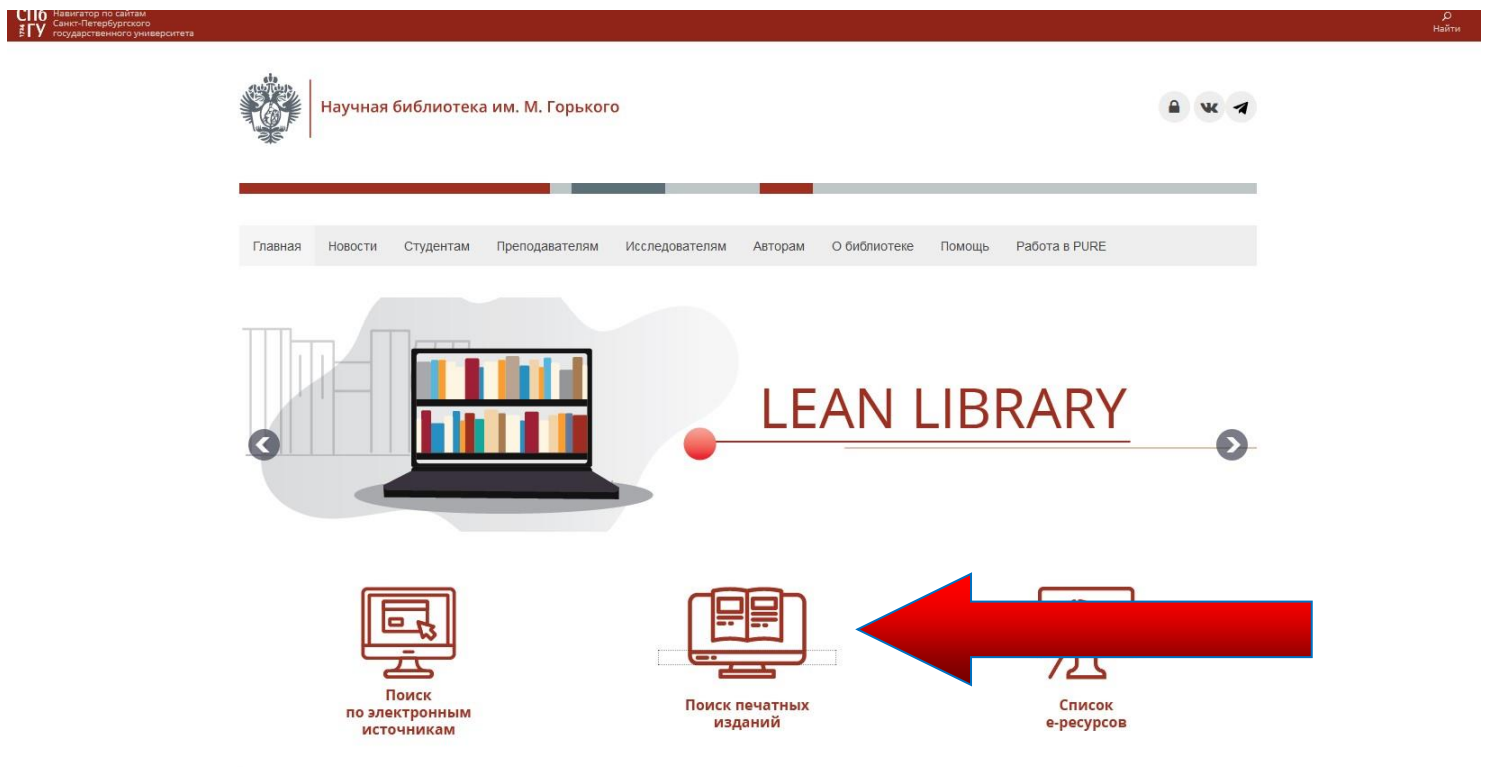 СПб
ГУ
1724
Навигатор по сайтам
Санкт-Петербургского
государственного университета
Найти
Научная библиотека им. М. Горького
Главная Новости Студентам Преподавателям Исследователям Авторам О библиотеке Помощь Работа в PURE
LEAN LIBRARY
Поиск
по электронным
источникам
Поиск печатных
изданий
Список
е-ресурсов